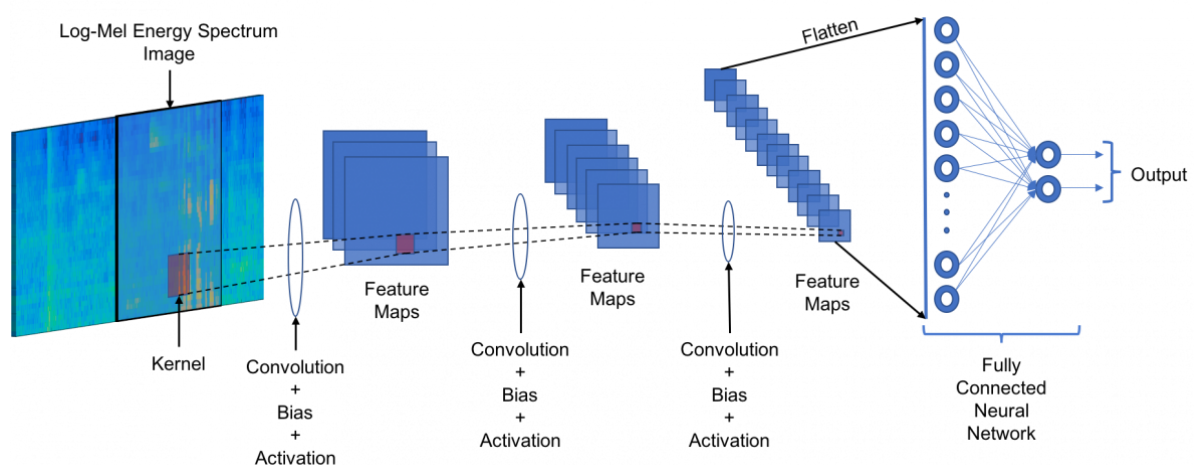 Log-Mel Energy Spectrum
Image
Kernel
Convolution
+
Bias
+
Activation
Feature
Maps
Convolution
+
Bias
+
Activation
Feature
Maps
Convolution
+
Bias
+
Activation
Feature
Maps
Flatten
Output
Fully
Connected
Neural
Network